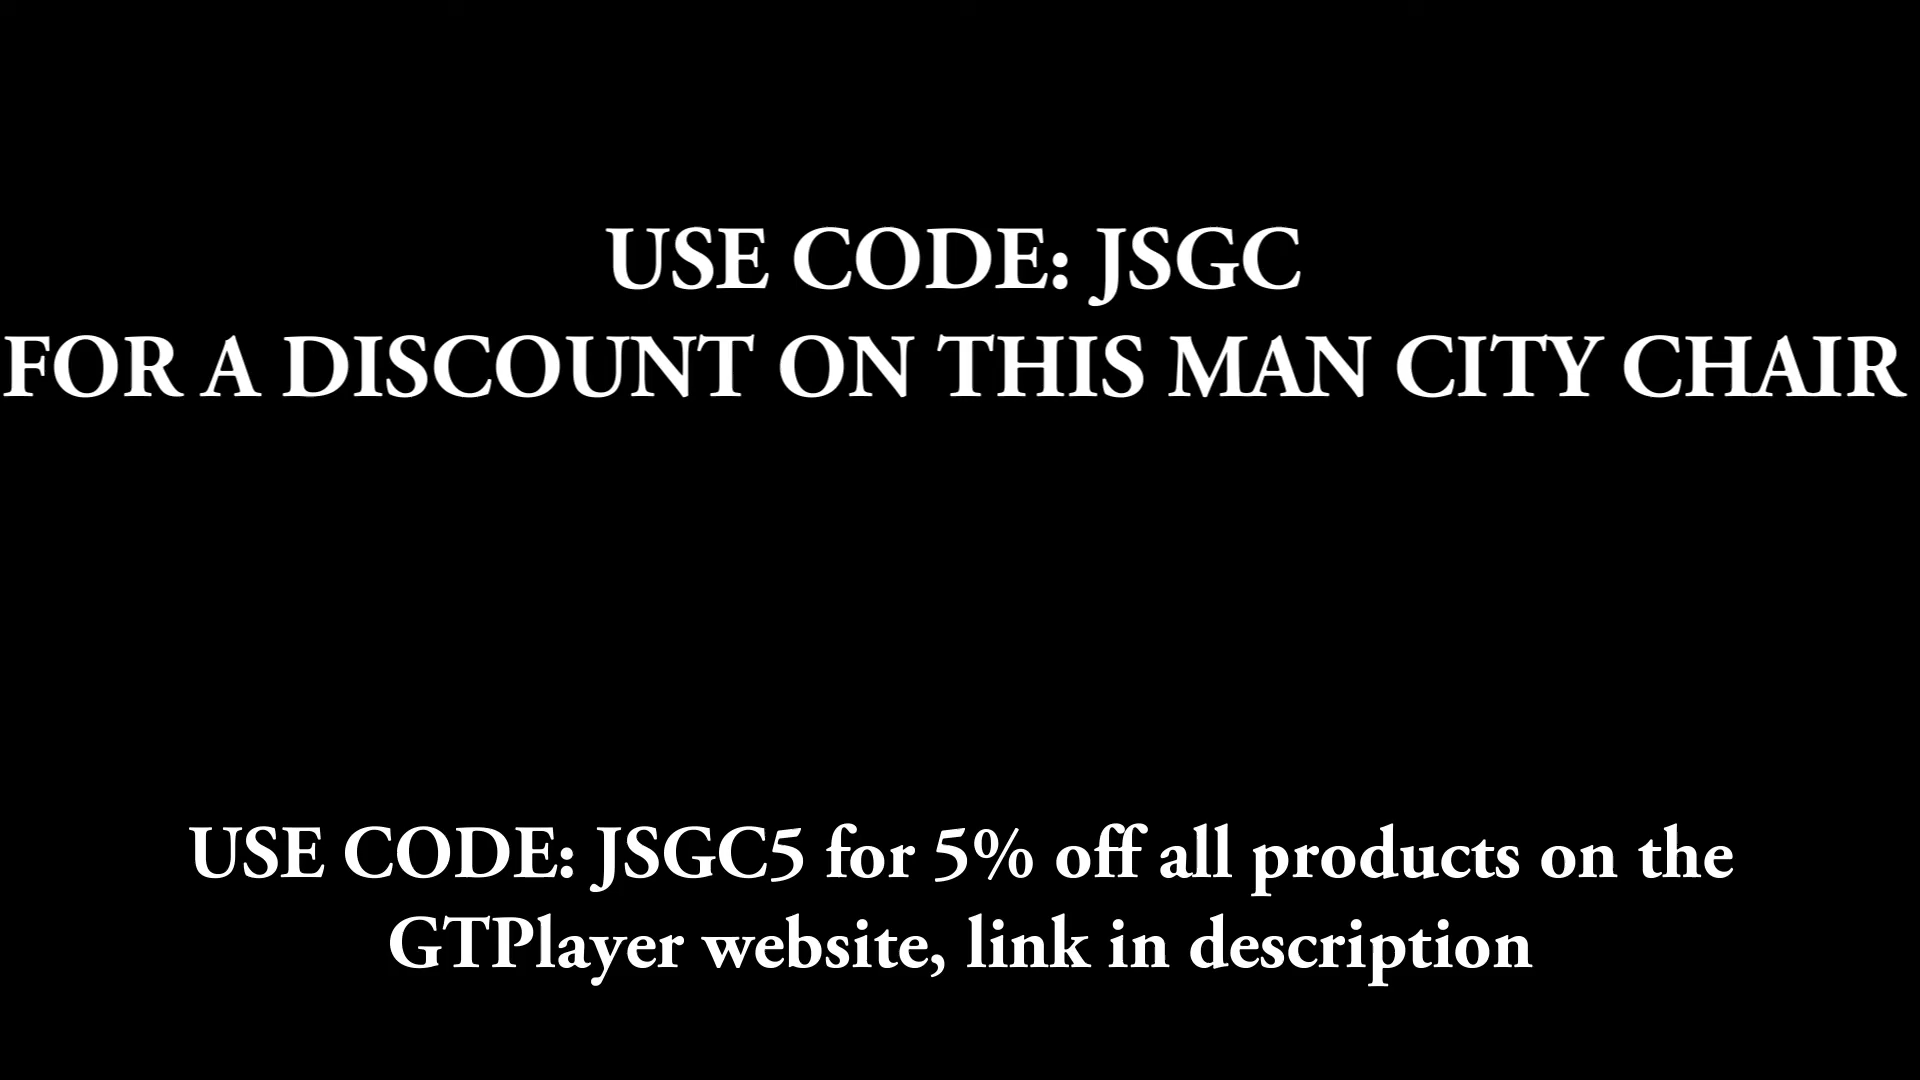 USE CODE: JSGC
FOR A DISCOUNT ON THIS MAN CITY CHAIR
USE CODE: JSGC5 for 5% off all products on the
GTPlayer website, link in description